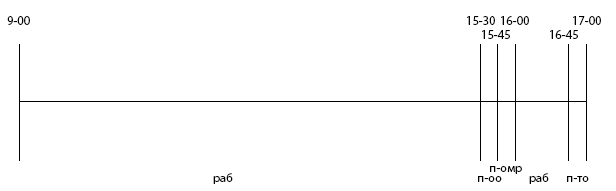 9-00 15-30 16-00 17-00
15-45 16-45
п-омр
раб п-оо раб п-то